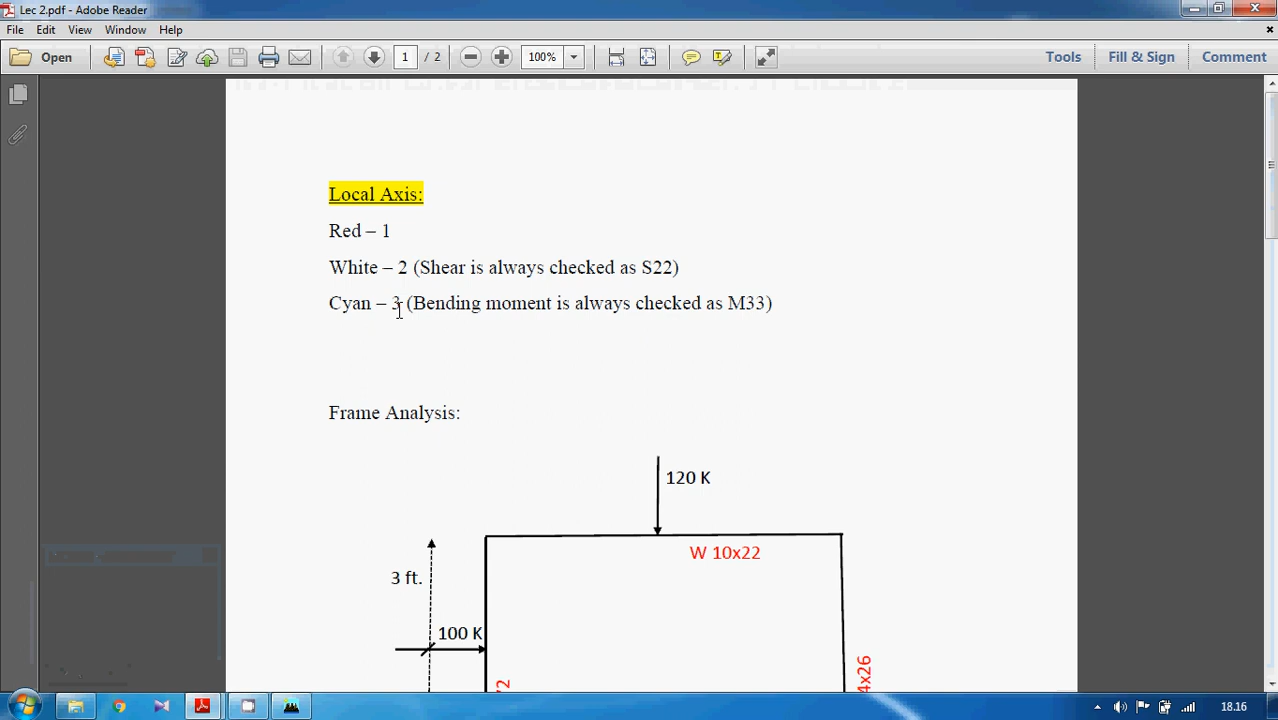 Lec 2.pdf - Adobe Reader
File Edit View Window Help
Open 1 / 2 100% Tools Fill & Sign Comment
Local Axis:
Red – 1
White – 2 (Shear is always checked as S22)
Cyan – 3 (Bending moment is always checked as M33)
Frame Analysis:
120 K
W 10x22
3 ft.
100 K
4x26
18.16